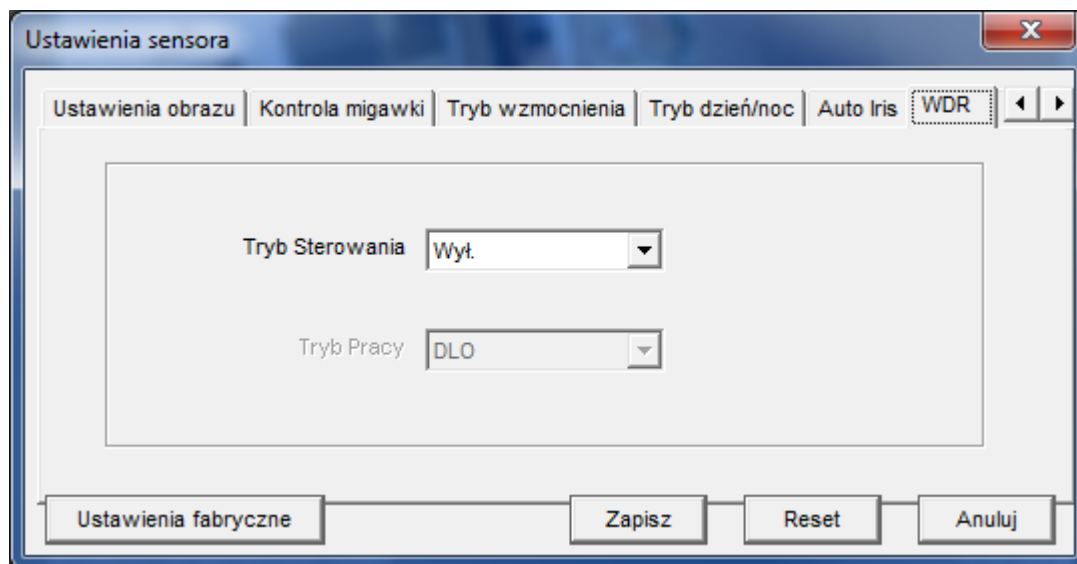 Ustawienia sensora
Ustawienia obrazu Kontrola migawki Tryb wzmocnienia Tryb dzień/noc Auto Iris WDR
Tryb Sterowania Wył.
Tryb Pracy DLO
Ustawienia fabryczne Zapisz Reset Anuluj